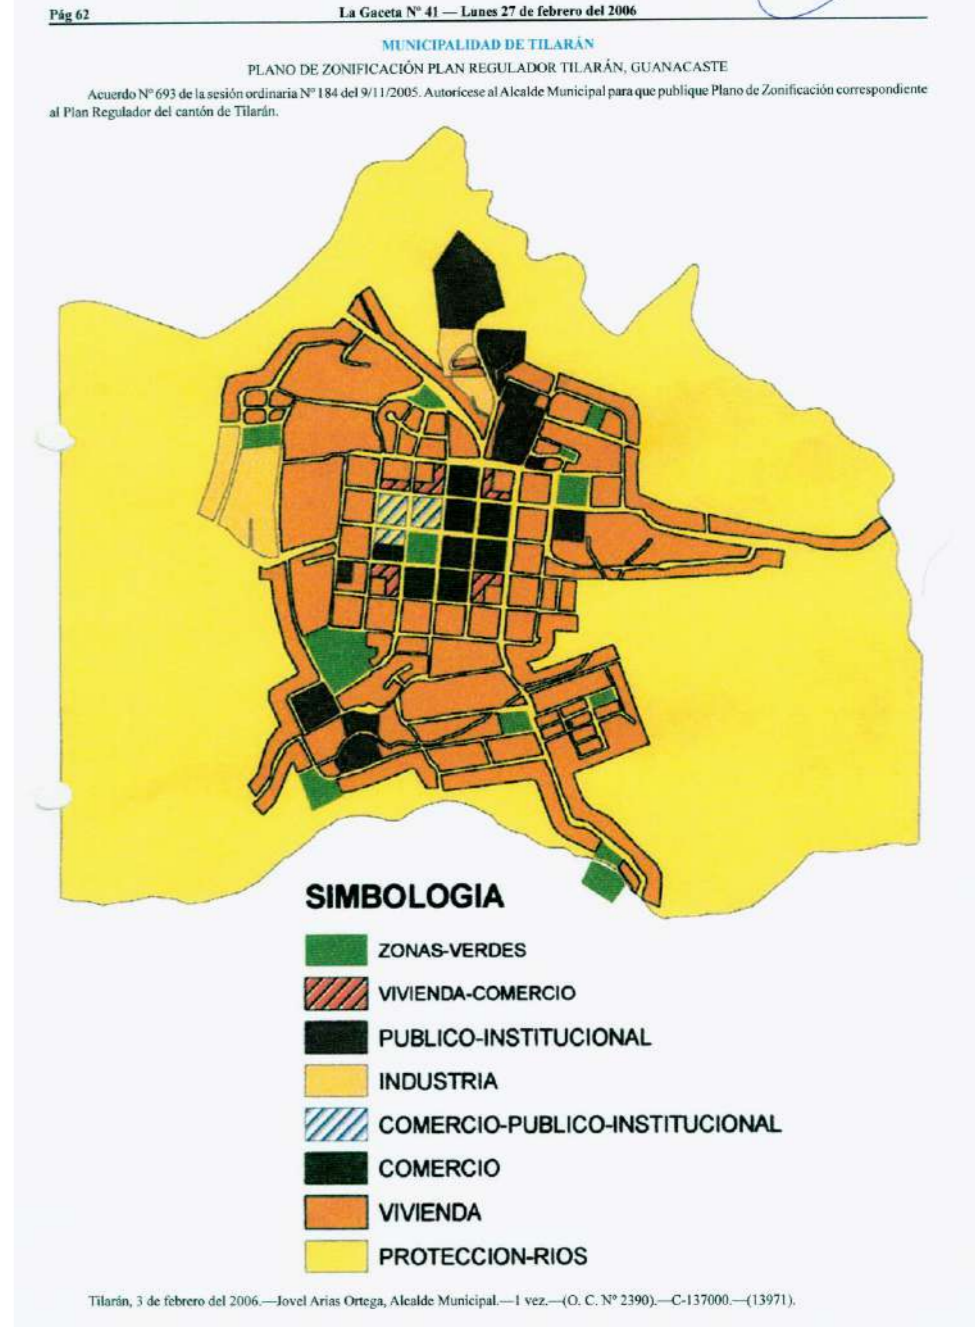 Pág 62
La Gaceta Nº 41 — Lunes 27 de febrero del 2006
MUNICIPALIDAD DE TILARÁN
PLANO DE ZONIFICACIÓN PLAN REGULADOR TILARÁN, GUANACASTE
Acuerdo Nº 693 de la sesión ordinaria Nº 184 del 9/11/2005. Autorícese al Alcalde Municipal para que publique Plano de Zonificación correspondiente
al Plan Regulador del cantón de Tilarán.
SIMBOLOGIA
ZONAS-VERDES
VIVIENDA-COMERCIO
PUBLICO-INSTITUCIONAL
INDUSTRIA
COMERCIO-PUBLICO-INSTITUCIONAL
COMERCIO
VIVIENDA
PROTECCION-RIOS
Tilarán, 3 de febrero del 2006.—Jovel Arias Ortega, Alcalde Municipal.—1 vez.—(O. C. Nº 2390).—C-137000.—(13971).